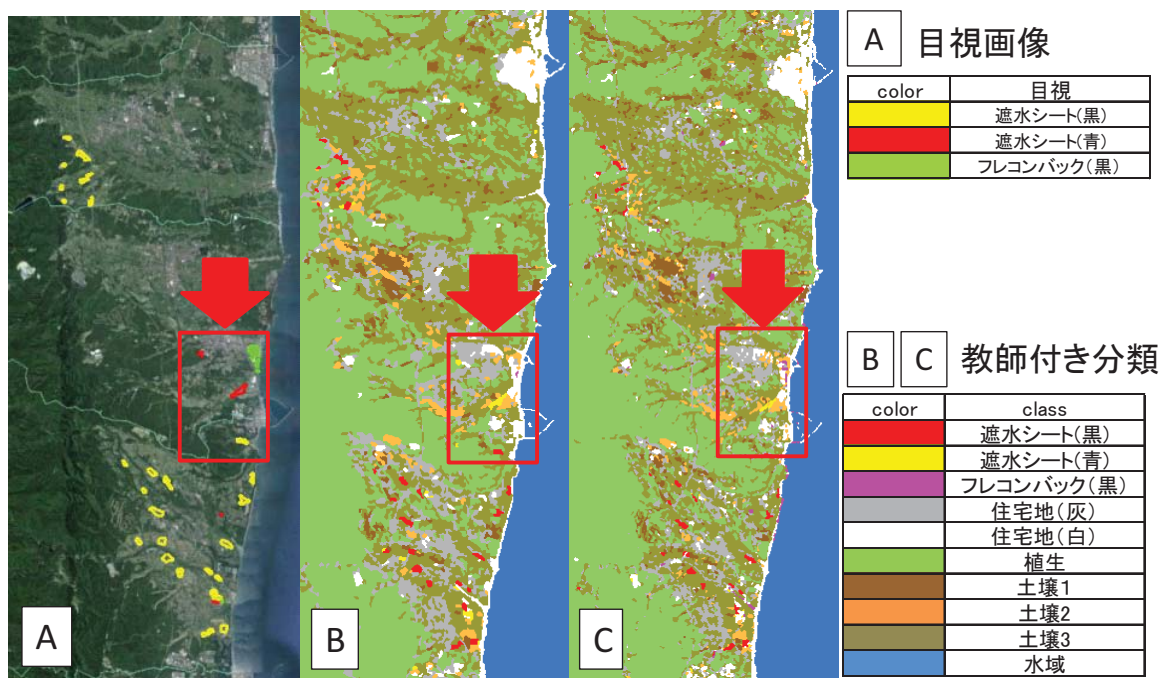 A
B
C
A 目視画像
color 目視
遮水シート(黒)
遮水シート(青)
フレコンバック(黒)
B C 教師付き分類
color class
遮水シート(黒)
遮水シート(青)
フレコンバック(黒)
住宅地(灰)
住宅地(白)
植生
土壌1
土壌2
土壌3
水域